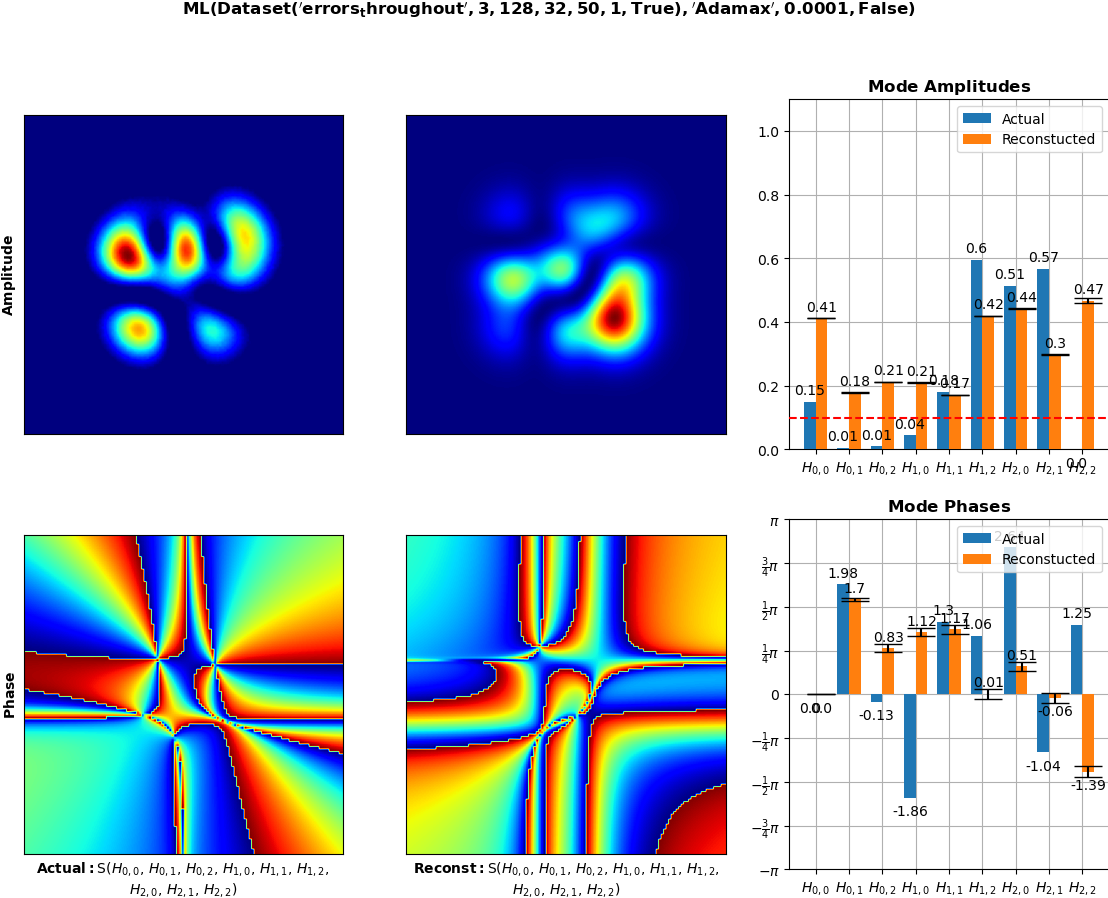 ML(Dataset('errors_throughout', 3, 128, 32, 50, 1, True), 'Adamax', 0.0001, False)
Amplitude
Mode Amplitudes
Actual
Reconstucted
1.0
0.8
0.6
0.4
0.2
0.0
0.15 0.01 0.01 0.04 0.18 0.6 0.51 0.57 0.0
0.41 0.18 0.21 0.21 0.17 0.42 0.44 0.3 0.47
H0,0 H0,1 H0,2 H1,0 H1,1 H1,2 H2,0 H2,1 H2,2
Phase
Mode Phases
Actual
Reconstucted
π
3/4π
1/2π
1/4π
0
−1/4π
−1/2π
−3/4π
−π
0.0 1.98 -0.13 -1.86 1.3 1.06 -1.04 1.25
0.0 1.7 0.83 1.12 1.17 0.01 0.51 -0.06 -1.39
H0,0 H0,1 H0,2 H1,0 H1,1 H1,2 H2,0 H2,1 H2,2
Actual: S(H0,0, H0,1, H0,2, H1,0, H1,1, H1,2,
H2,0, H2,1, H2,2)
Reconst: S(H0,0, H0,1, H0,2, H1,0, H1,1, H1,2,
H2,0, H2,1, H2,2)